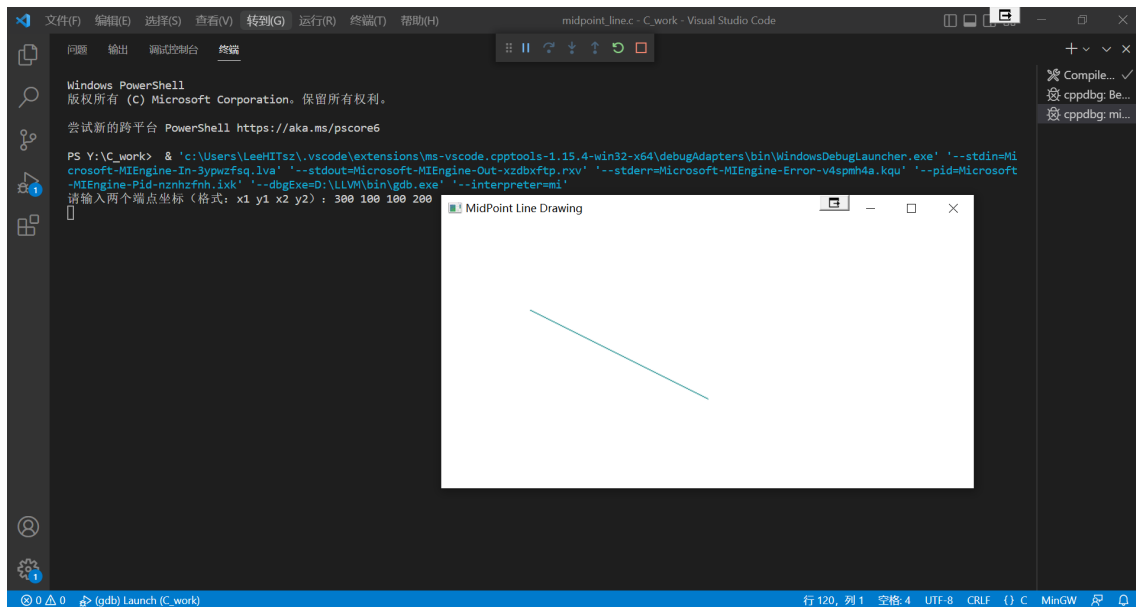 文件(F) 编辑(E) 选择(S) 查看(V) 转到(G) 运行(R) 终端(T) 帮助(H) midpoint_line.c - C_work - Visual Studio Code
问题 输出 调试控制台 终端
Compile...
cppdbg: Be...
cppdbg: mi...
Windows PowerShell
版权所有 (C) Microsoft Corporation。保留所有权利。
尝试新的跨平台 PowerShell https://aka.ms/pscore6
PS Y:\C_work>  & 'c:\Users\LeeHITsz\.vscode\extensions\ms-vscode.cpptools-1.15.4-win32-x64\debugAdapters\bin\WindowsDebugLauncher.exe' '--stdin=Mi
crosoft-MIEngine-In-3ypwzfsq.lva' '--stdout=Microsoft-MIEngine-Out-xzdbxftp.rxv' '--stderr=Microsoft-MIEngine-Error-v4spmh4a.kqu' '--pid=Microsoft
-MIEngine-Pid-nznhzfnh.ixk' '--dbgExe=D:\LLVM\bin\gdb.exe' '--interpreter=mi'
请输入两个端点坐标（格式：x1 y1 x2 y2）：300 100 100 200
MidPoint Line Drawing
1
1
0 0 (gdb) Launch (C_work) 行 120，列 1 空格: 4 UTF-8 CRLF {} C MinGW